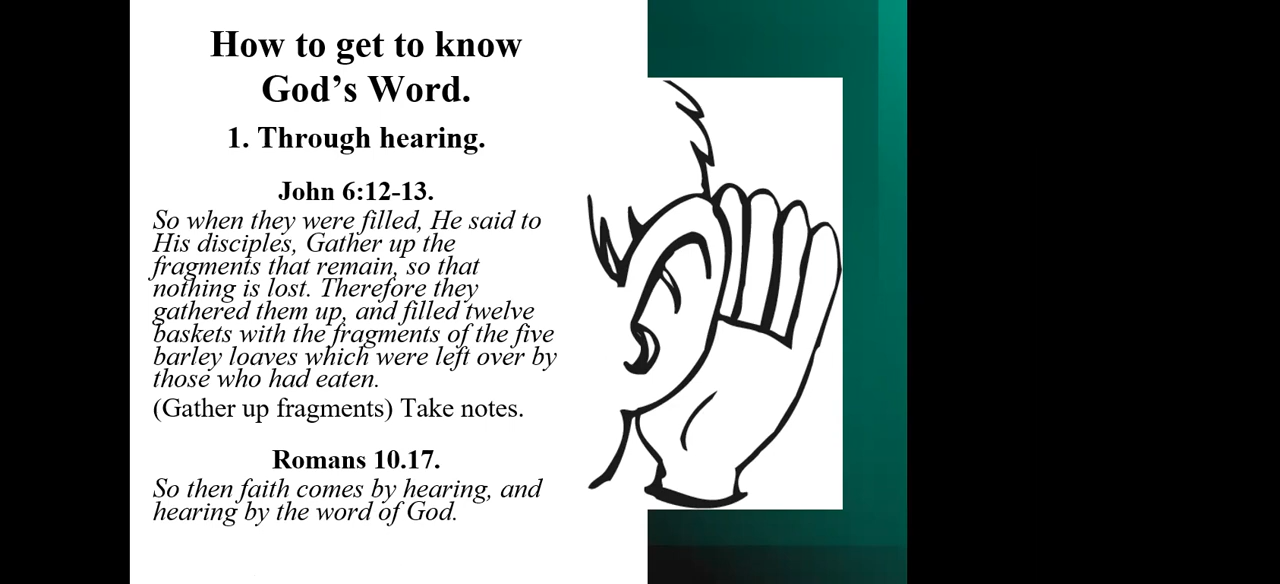 How to get to know
God’s Word.
1. Through hearing.
John 6:12-13.
So when they were filled, He said to
His disciples, Gather up the
fragments that remain, so that
nothing is lost. Therefore they
gathered them up, and filled twelve
baskets with the fragments of the five
barley loaves which were left over by
those who had eaten.
(Gather up fragments) Take notes.
Romans 10.17.
So then faith comes by hearing, and
hearing by the word of God.